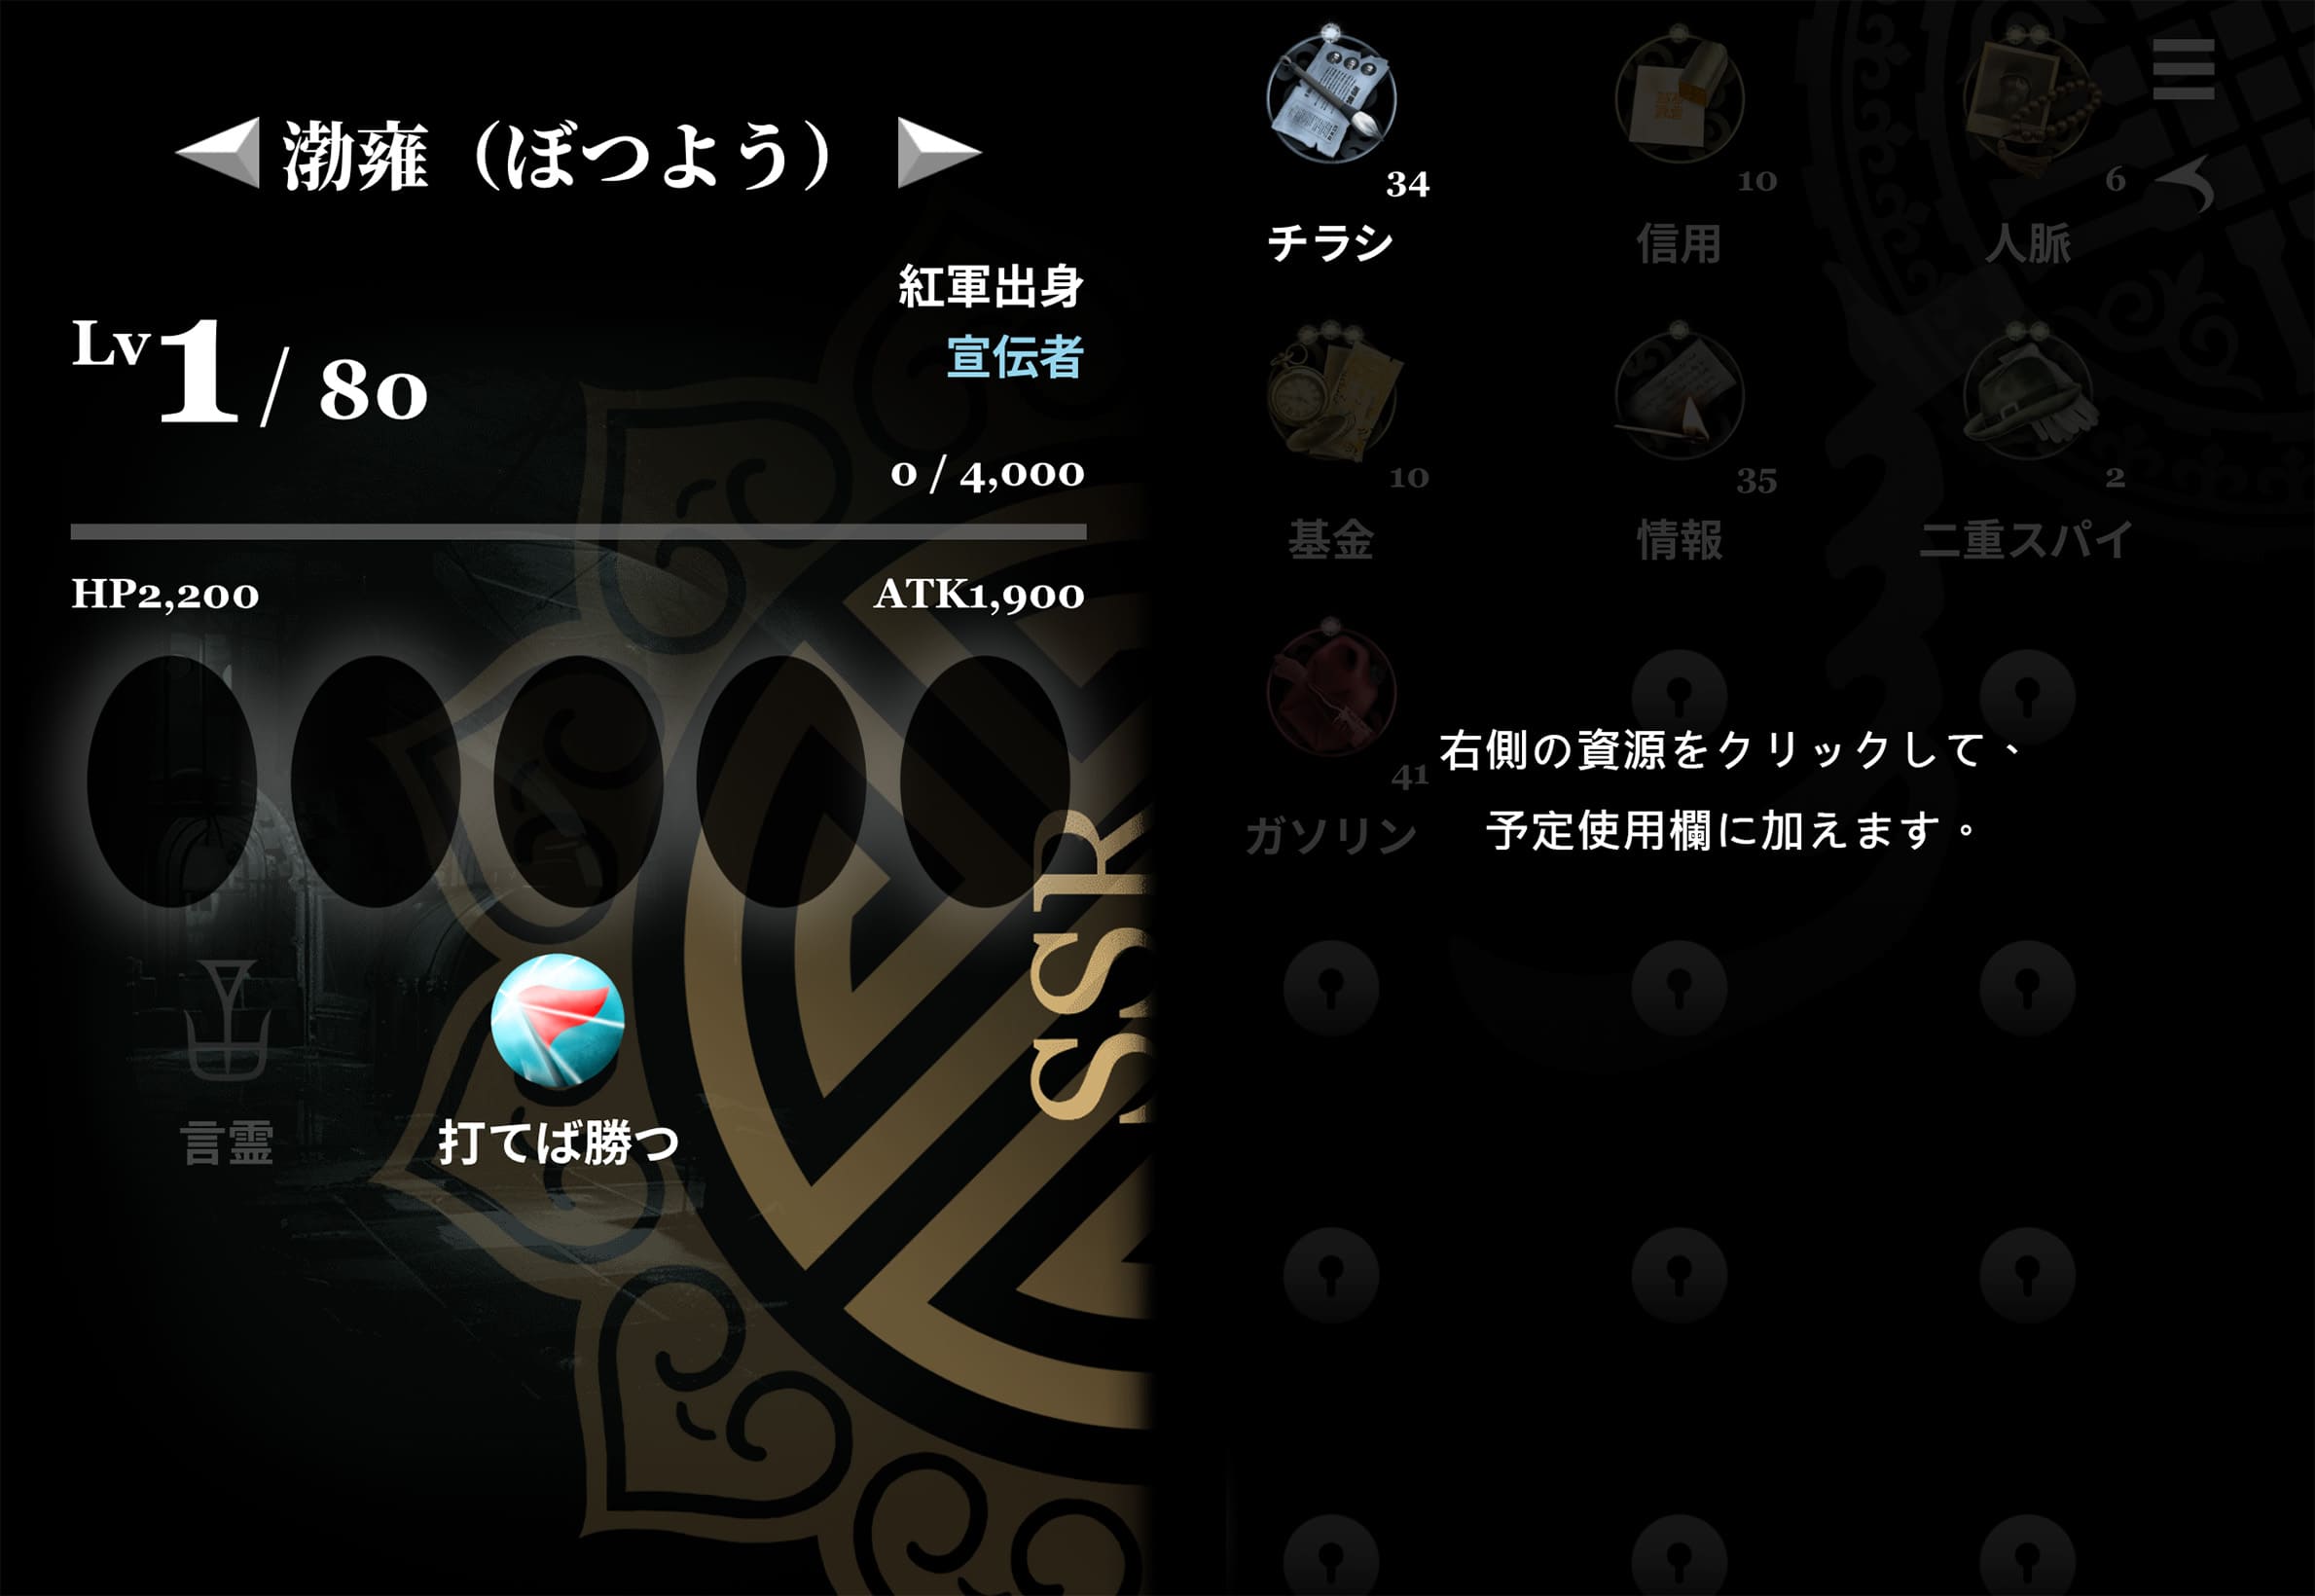 渤雍（ぼつよう）
Lv1 / 80
紅軍出身
宣伝者
0 / 4,000
HP2,200
ATK1,900
SSR
言霊
打てば勝つ
34
チラシ
10
信用
6
人脈
10
基金
35
情報
2
二重スパイ
41
ガソリン
右側の資源をクリックして、
予定使用欄に加えます。